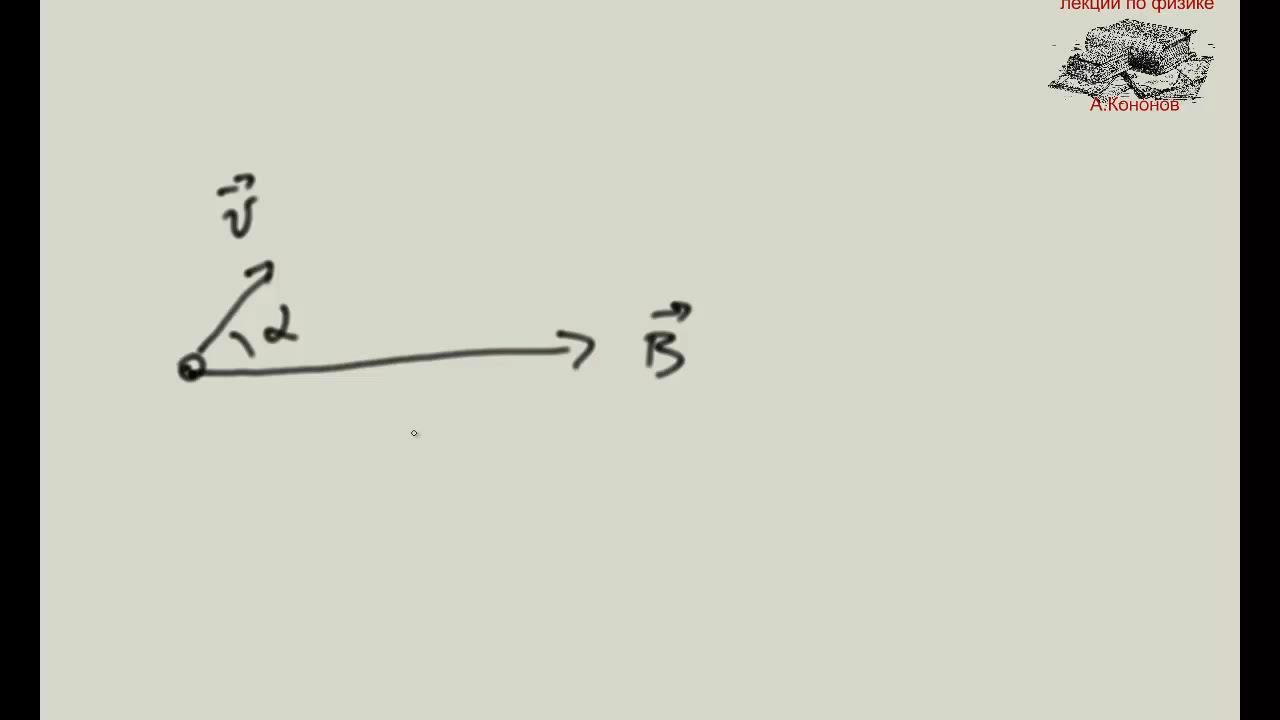 лекции по физике
А.Кононов
v⃗
α
B⃗